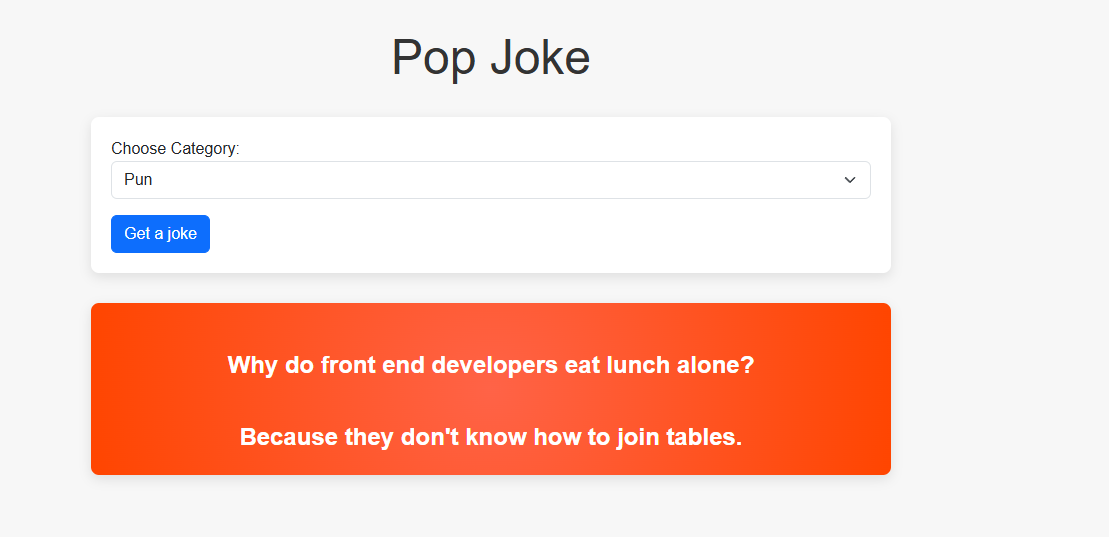 Pop Joke
Choose Category:
Pun
Get a joke
Why do front end developers eat lunch alone?
Because they don't know how to join tables.